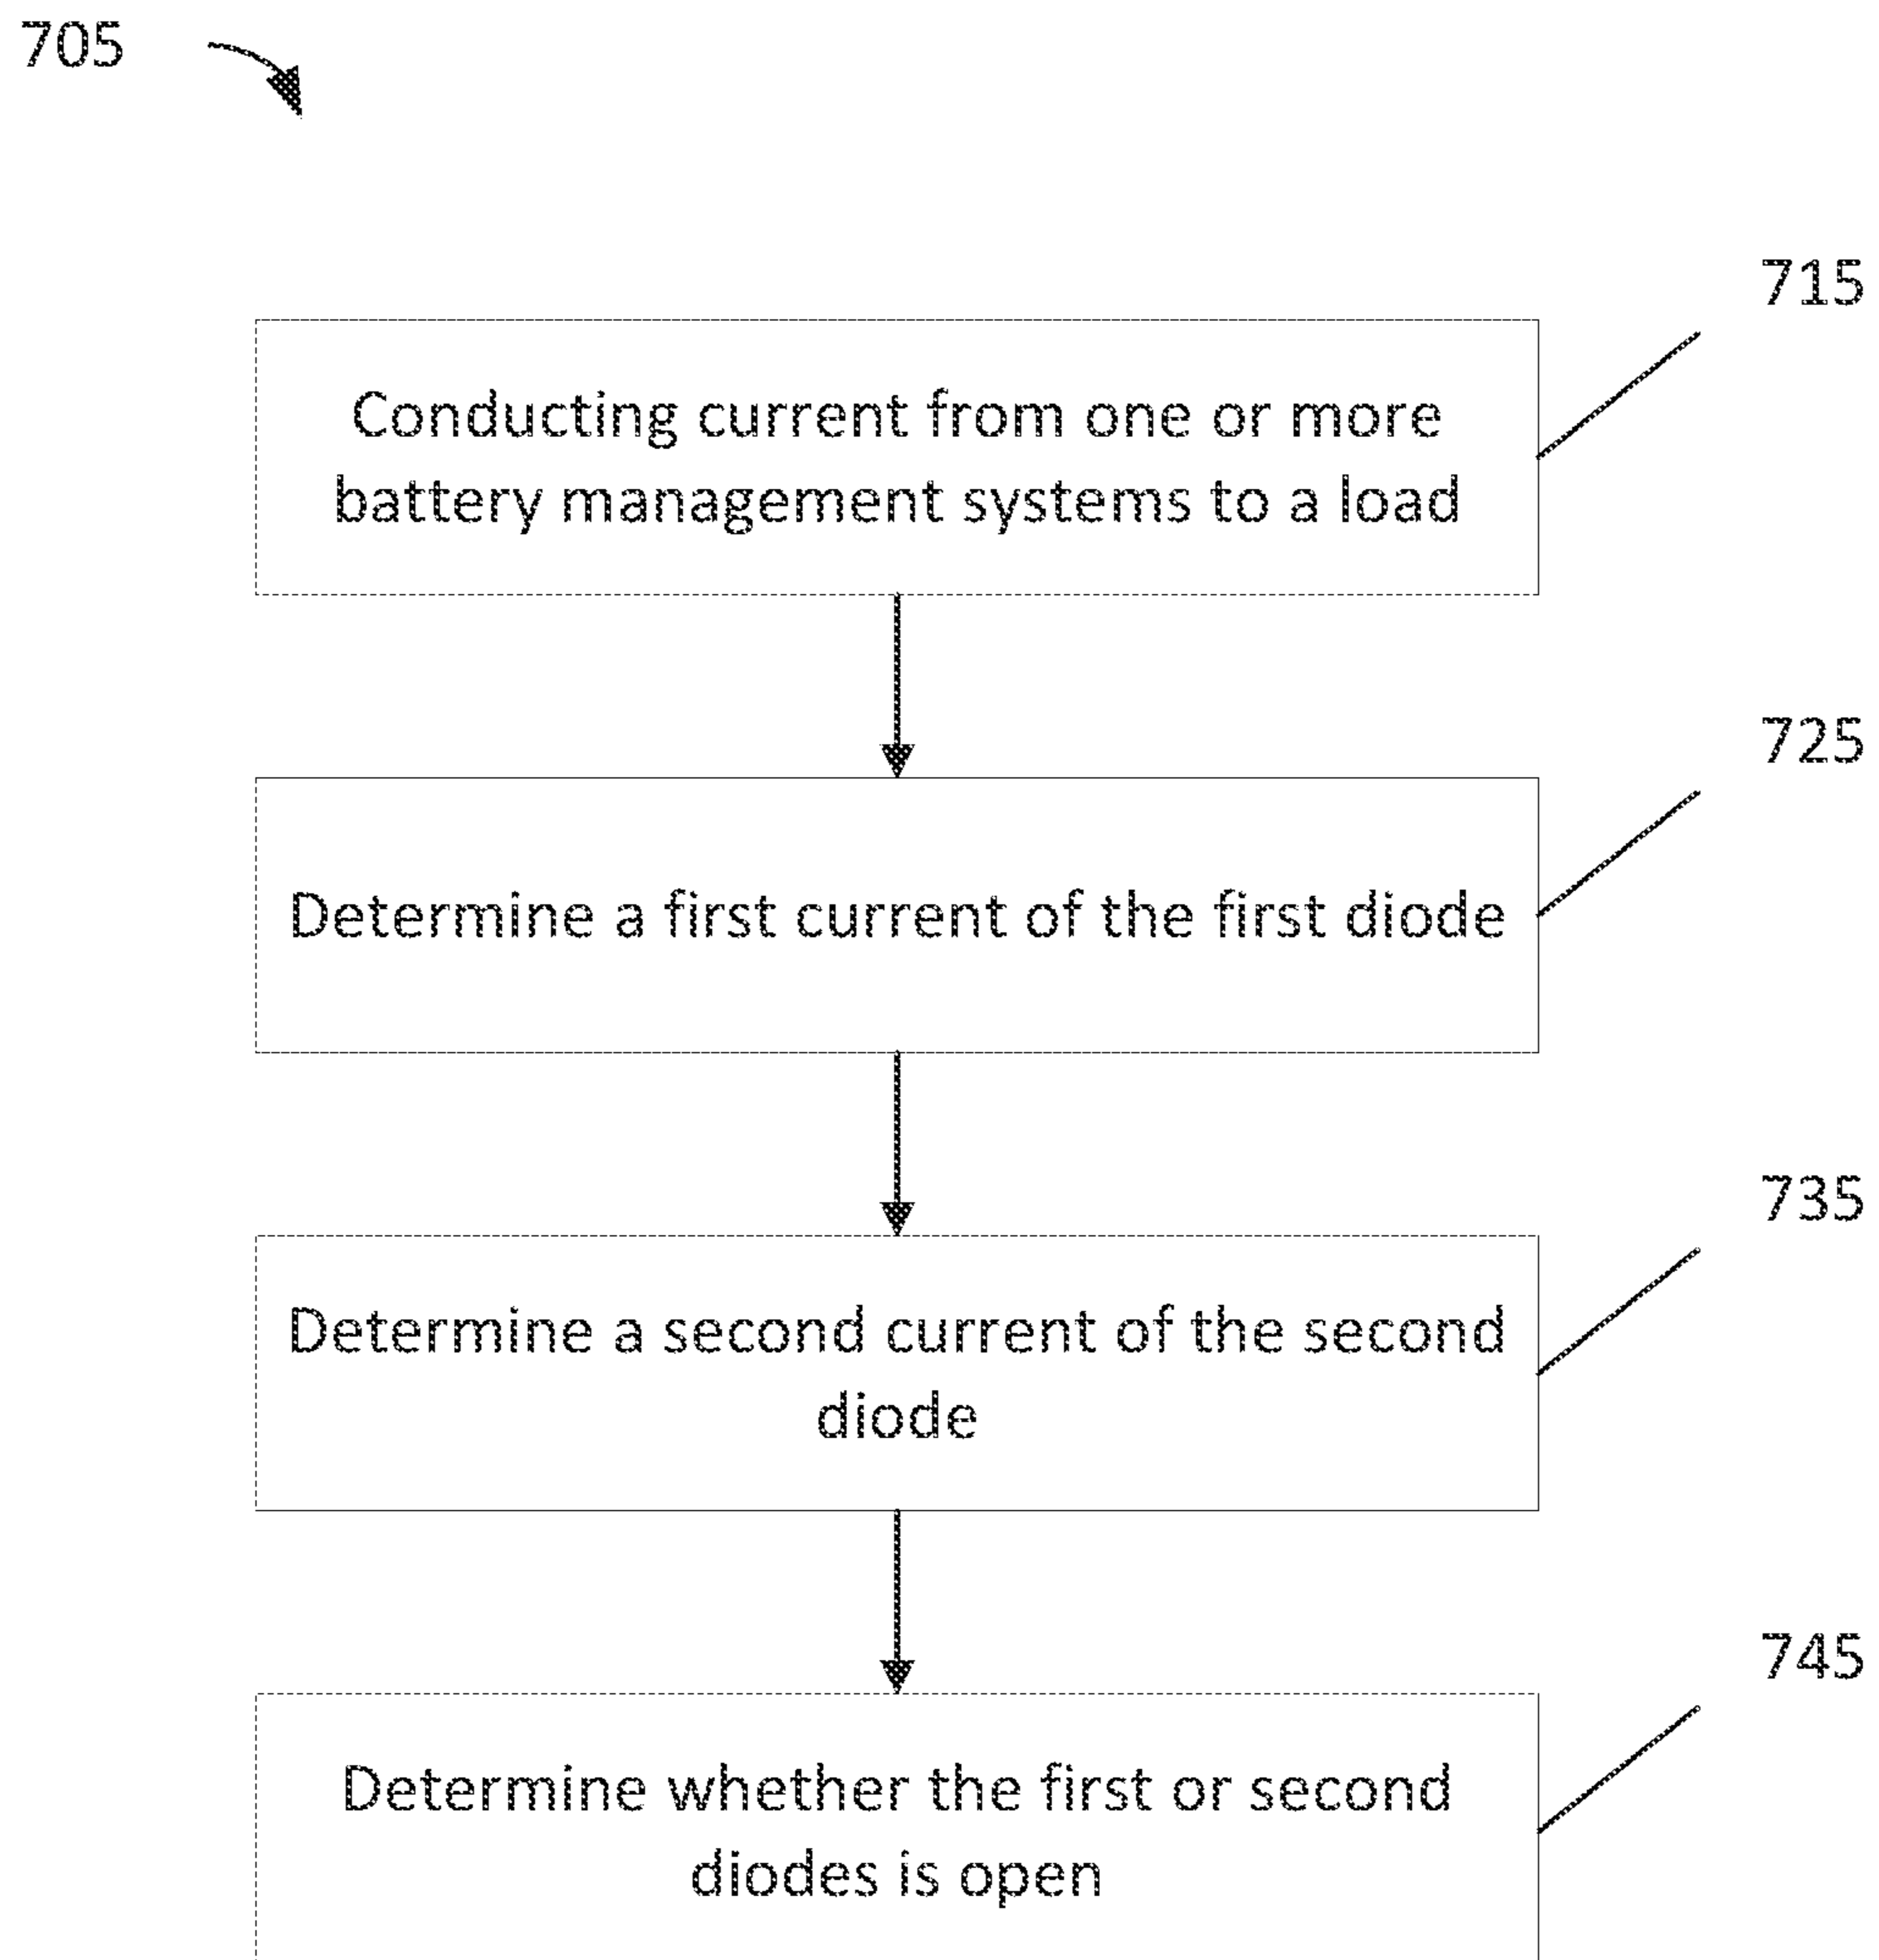 705
715
Conducting current from one or more
battery management systems to a load
725
Determine a first current of the first diode
735
Determine a second current of the second
diode
745
Determine whether the first or second
diodes is open